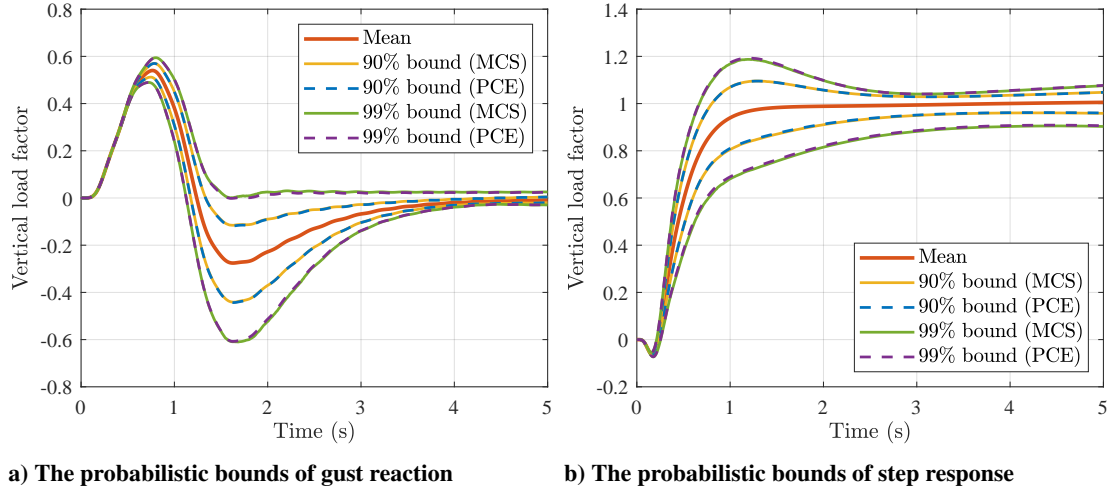 0.8
0.6
0.4
0.2
0
-0.2
-0.4
-0.6
-0.8
Vertical load factor
Mean
90% bound (MCS)
90% bound (PCE)
99% bound (MCS)
99% bound (PCE)
0 1 2 3 4 5
Time (s)
a) The probabilistic bounds of gust reaction
1.4
1.2
1
0.8
0.6
0.4
0.2
0
-0.2
Vertical load factor
Mean
90% bound (MCS)
90% bound (PCE)
99% bound (MCS)
99% bound (PCE)
0 1 2 3 4 5
Time (s)
b) The probabilistic bounds of step response